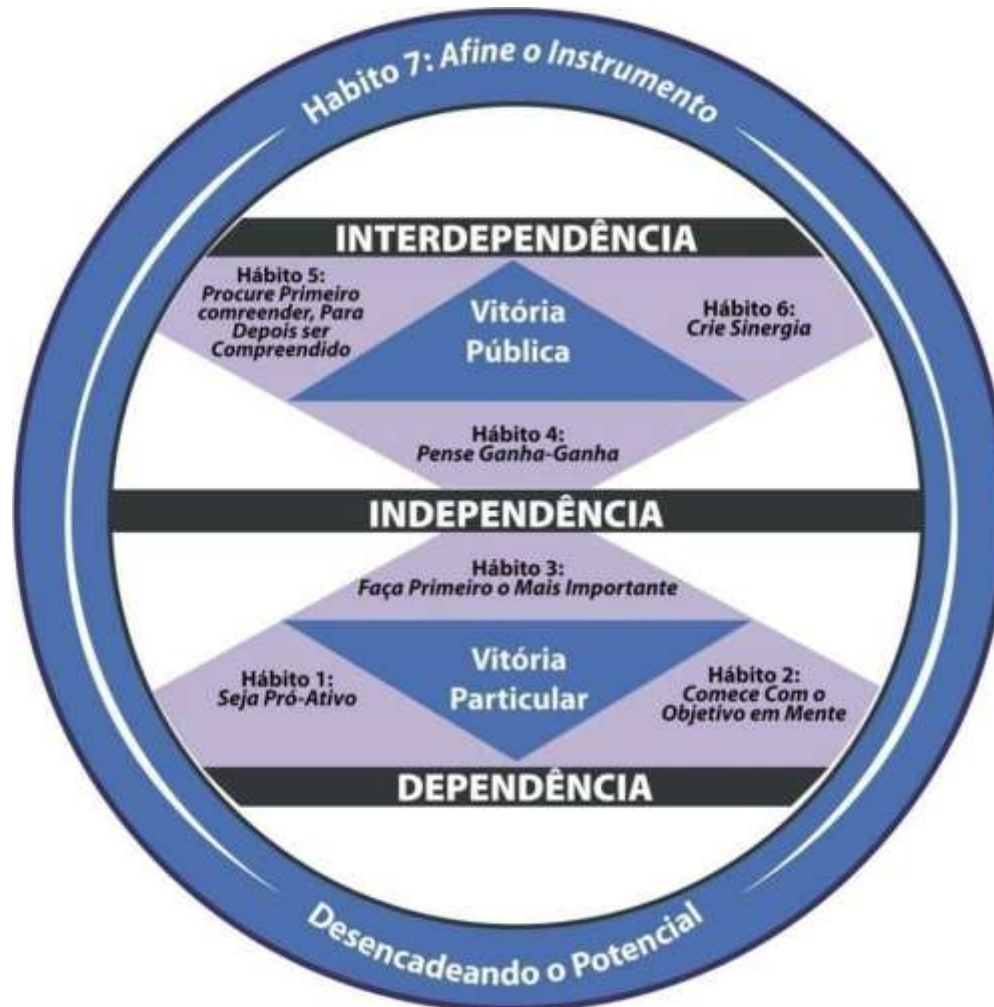 Habito 7: Afine o Instrumento
INTERDEPENDÊNCIA
Hábito 5:
Procure Primeiro
comreender, Para
Depois ser
Compreendido
Vitória
Pública
Hábito 6:
Crie Sinergia
Hábito 4:
Pense Ganha-Ganha
INDEPENDÊNCIA
Hábito 3:
Faça Primeiro o Mais Importante
Hábito 1:
Seja Pró-Ativo
Vitória
Particular
Hábito 2:
Comece Com o
Objetivo em Mente
DEPENDÊNCIA
Desencadeando o Potencial